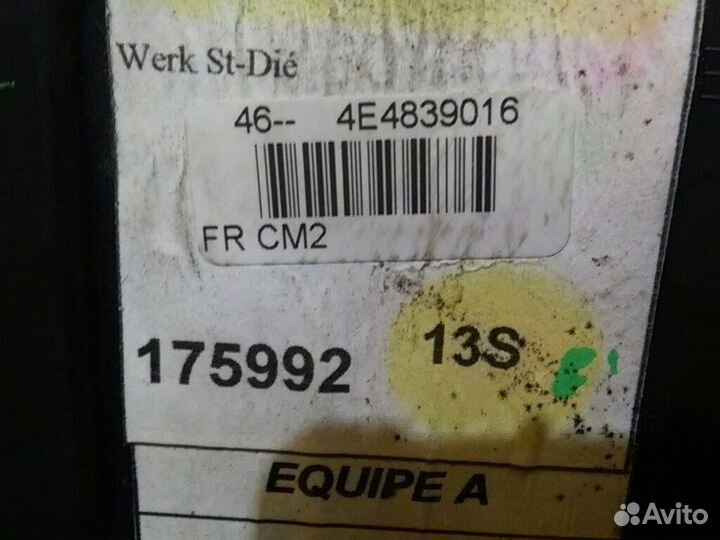 Werk St-Dié
46-- 4E4839016
FR CM2
175992
13S
EQUIPE A
Avito